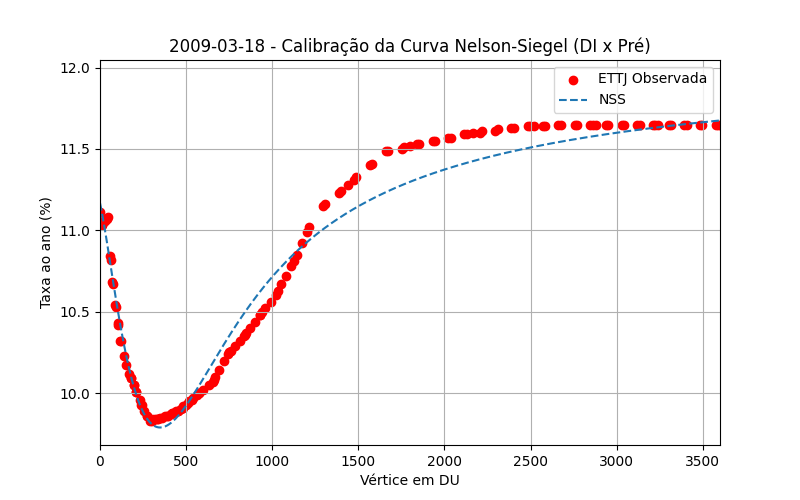 2009-03-18 - Calibração da Curva Nelson-Siegel (DI x Pré)
ETTJ Observada
NSS
Taxa ao ano (%)
12.0
11.5
11.0
10.5
10.0
0 500 1000 1500 2000 2500 3000 3500
Vértice em DU